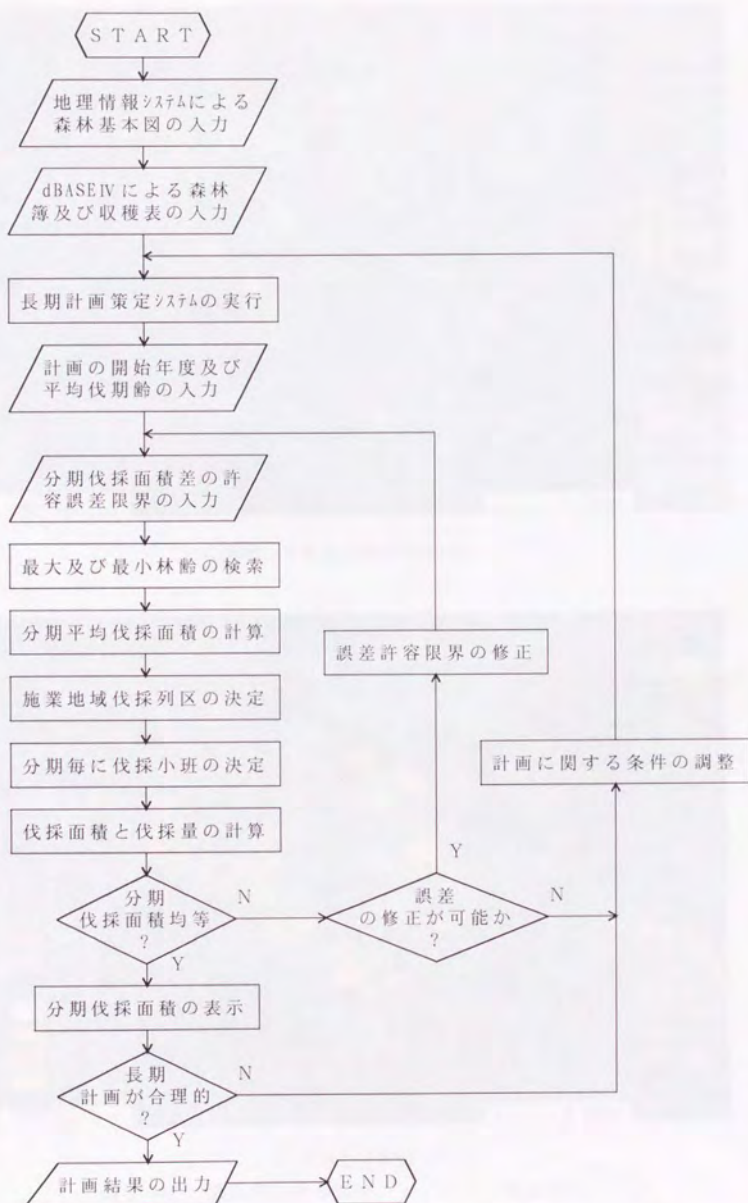 START
地理情報システムによる
森林基本図の入力
dBASEⅣによる森林
簿及び収穫表の入力
長期計画策定システムの実行
計画の開始年度及び
平均伐期齢の入力
分期伐採面積差の許
容誤差限界の入力
最大及び最小林齢の検索
分期平均伐採面積の計算
誤差許容限界の修正
施業地域伐採列区の決定
分期毎に伐採小班の決定
計画に関する条件の調整
伐採面積と伐採量の計算
Y
分期
伐採面積均等
?
N
誤差
の修正が可能か
?
N
Y
分期伐採面積の表示
長期
計画が合理的
?
N
Y
計画結果の出力
END